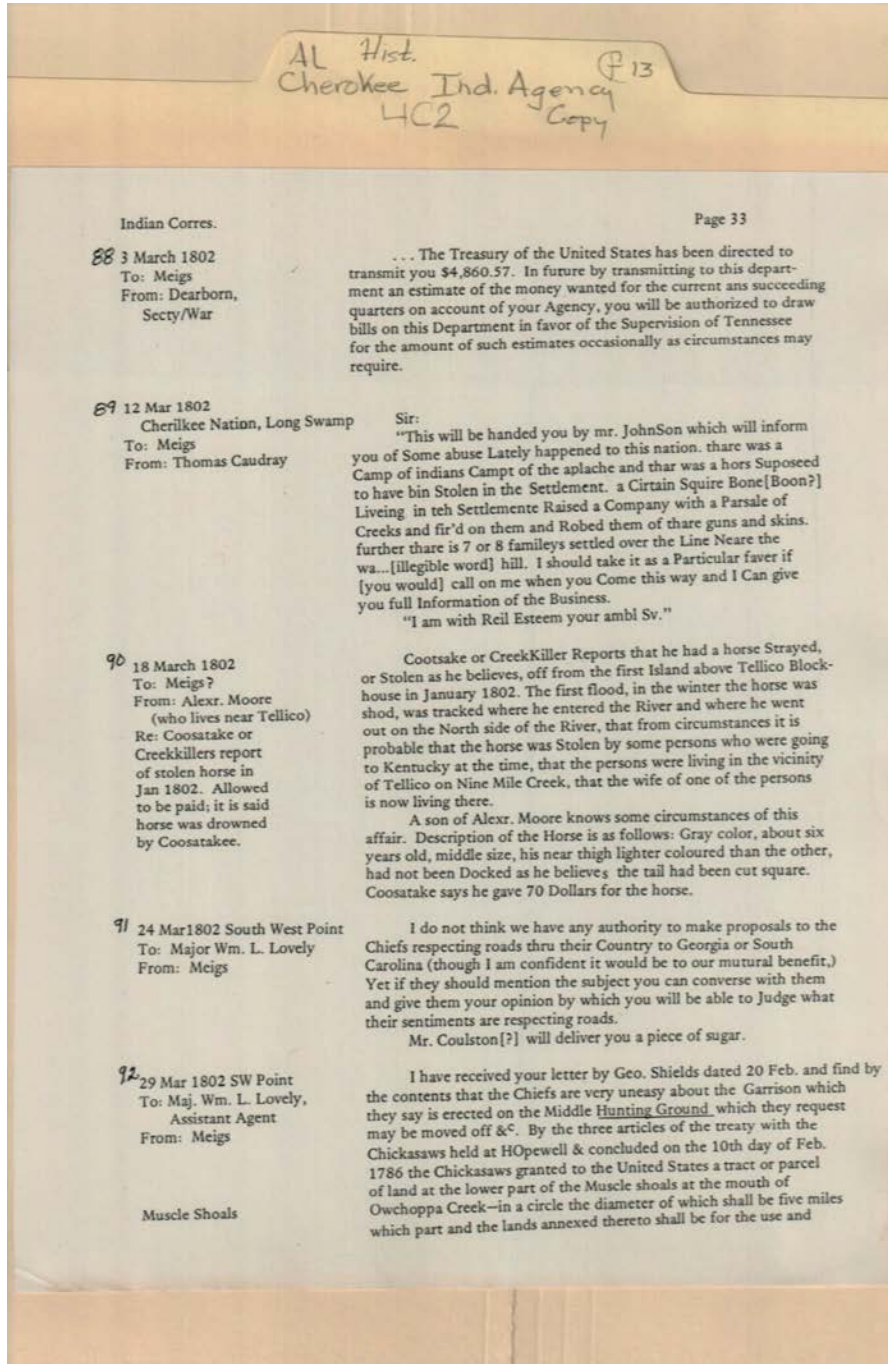 AL Hist.
Cherokee Ind. Agency
f 13
4C2 Copy
Indian Corres.
Page 33
88 3 March 1802
To: Meigs
From: Dearborn,
Secty/War
. . . The Treasury of the United States has been directed to
transmit you $4,860.57. In future by transmitting to this depart-
ment an estimate of the money wanted for the current ans succeeding
quarters on account of your Agency, you will be authorized to draw
bills on this Department in favor of the Supervision of Tennessee
for the amount of such estimates occasionally as circumstances may
require.
89 12 Mar 1802
Cherilkee Nation, Long Swamp
To: Meigs
From: Thomas Caudray
Sir:
"This will be handed you by mr. JohnSon which will inform
you of Some abuse Lately happened to this nation. thare was a
Camp of indians Campt of the aplache and thar was a hors Suposeed
to have bin Stolen in the Settlement. a Cirtain Squire Bone[Boon?]
Liveing in teh Settlemente Raised a Company with a Parsale of
Creeks and fir'd on them and Robed them of thare guns and skins.
further thare is 7 or 8 famileys settled over the Line Neare the
wa...[illegible word] hill. I should take it as a Particular faver if
[you would] call on me when you Come this way and I Can give
you full Information of the Business.
"I am with Reil Esteem your ambl Sv."
90 18 March 1802
To: Meigs?
From: Alexr. Moore
(who lives near Tellico)
Re: Coosatake or
Creekkillers report
of stolen horse in
Jan 1802. Allowed
to be paid; it is said
horse was drowned
by Coosatakee.
Cootsake or CreekKiller Reports that he had a horse Strayed,
or Stolen as he believes, off from the first Island above Tellico Block-
house in January 1802. The first flood, in the winter the horse was
shod, was tracked where he entered the River and where he went
out on the North side of the River, that from circumstances it is
probable that the horse was Stolen by some persons who were going
to Kentucky at the time, that the persons were living in the vicinity
of Tellico on Nine Mile Creek, that the wife of one of the persons
is now living there.
A son of Alexr. Moore knows some circumstances of this
affair. Description of the Horse is as follows: Gray color, about six
years old, middle size, his near thigh lighter coloured than the other,
had not been Docked as he believes the tail had been cut square.
Coosatake says he gave 70 Dollars for the horse.
91 24 Mar1802 South West Point
To: Major Wm. L. Lovely
From: Meigs
I do not think we have any authority to make proposals to the
Chiefs respecting roads thru their Country to Georgia or South
Carolina (though I am confident it would be to our mutural benefit,)
Yet if they should mention the subject you can converse with them
and give them your opinion by which you will be able to Judge what
their sentiments are respecting roads.
Mr. Coulston[?] will deliver you a piece of sugar.
92 29 Mar 1802 SW Point
To: Maj. Wm. L. Lovely,
Assistant Agent
From: Meigs
Muscle Shoals
I have received your letter by Geo. Shields dated 20 Feb. and find by
the contents that the Chiefs are very uneasy about the Garrison which
they say is erected on the Middle Hunting Ground which they request
may be moved off &c. By the three articles of the treaty with the
Chickasaws held at HOpewell & concluded on the 10th day of Feb.
1786 the Chickasaws granted to the United States a tract or parcel
of land at the lower part of the Muscle shoals at the mouth of
Owchoppa Creek—in a circle the diameter of which shall be five miles
which part and the lands annexed thereto shall be for the use and